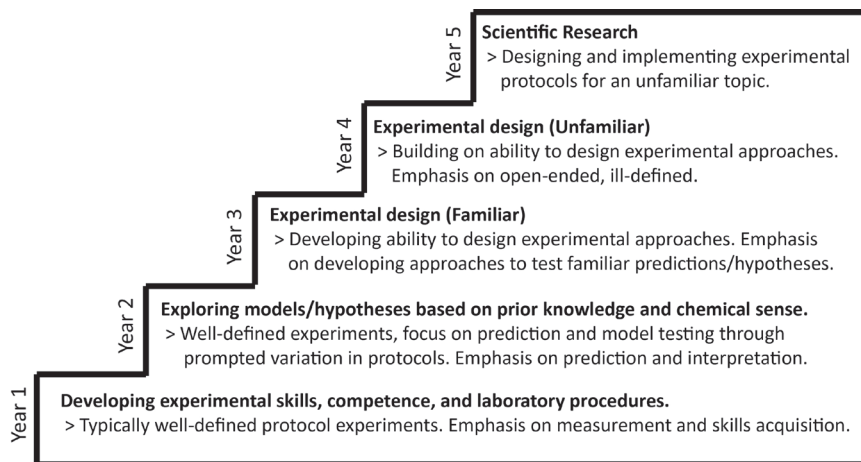 Year 5
Scientific Research
> Designing and implementing experimental
protocols for an unfamiliar topic.
Year 4
Experimental design (Unfamiliar)
> Building on ability to design experimental approaches.
Emphasis on open-ended, ill-defined.
Year 3
Experimental design (Familiar)
> Developing ability to design experimental approaches. Emphasis
on developing approaches to test familiar predictions/hypotheses.
Year 2
Exploring models/hypotheses based on prior knowledge and chemical sense.
> Well-defined experiments, focus on prediction and model testing through
prompted variation in protocols. Emphasis on prediction and interpretation.
Year 1
Developing experimental skills, competence, and laboratory procedures.
> Typically well-defined protocol experiments. Emphasis on measurement and skills acquisition.